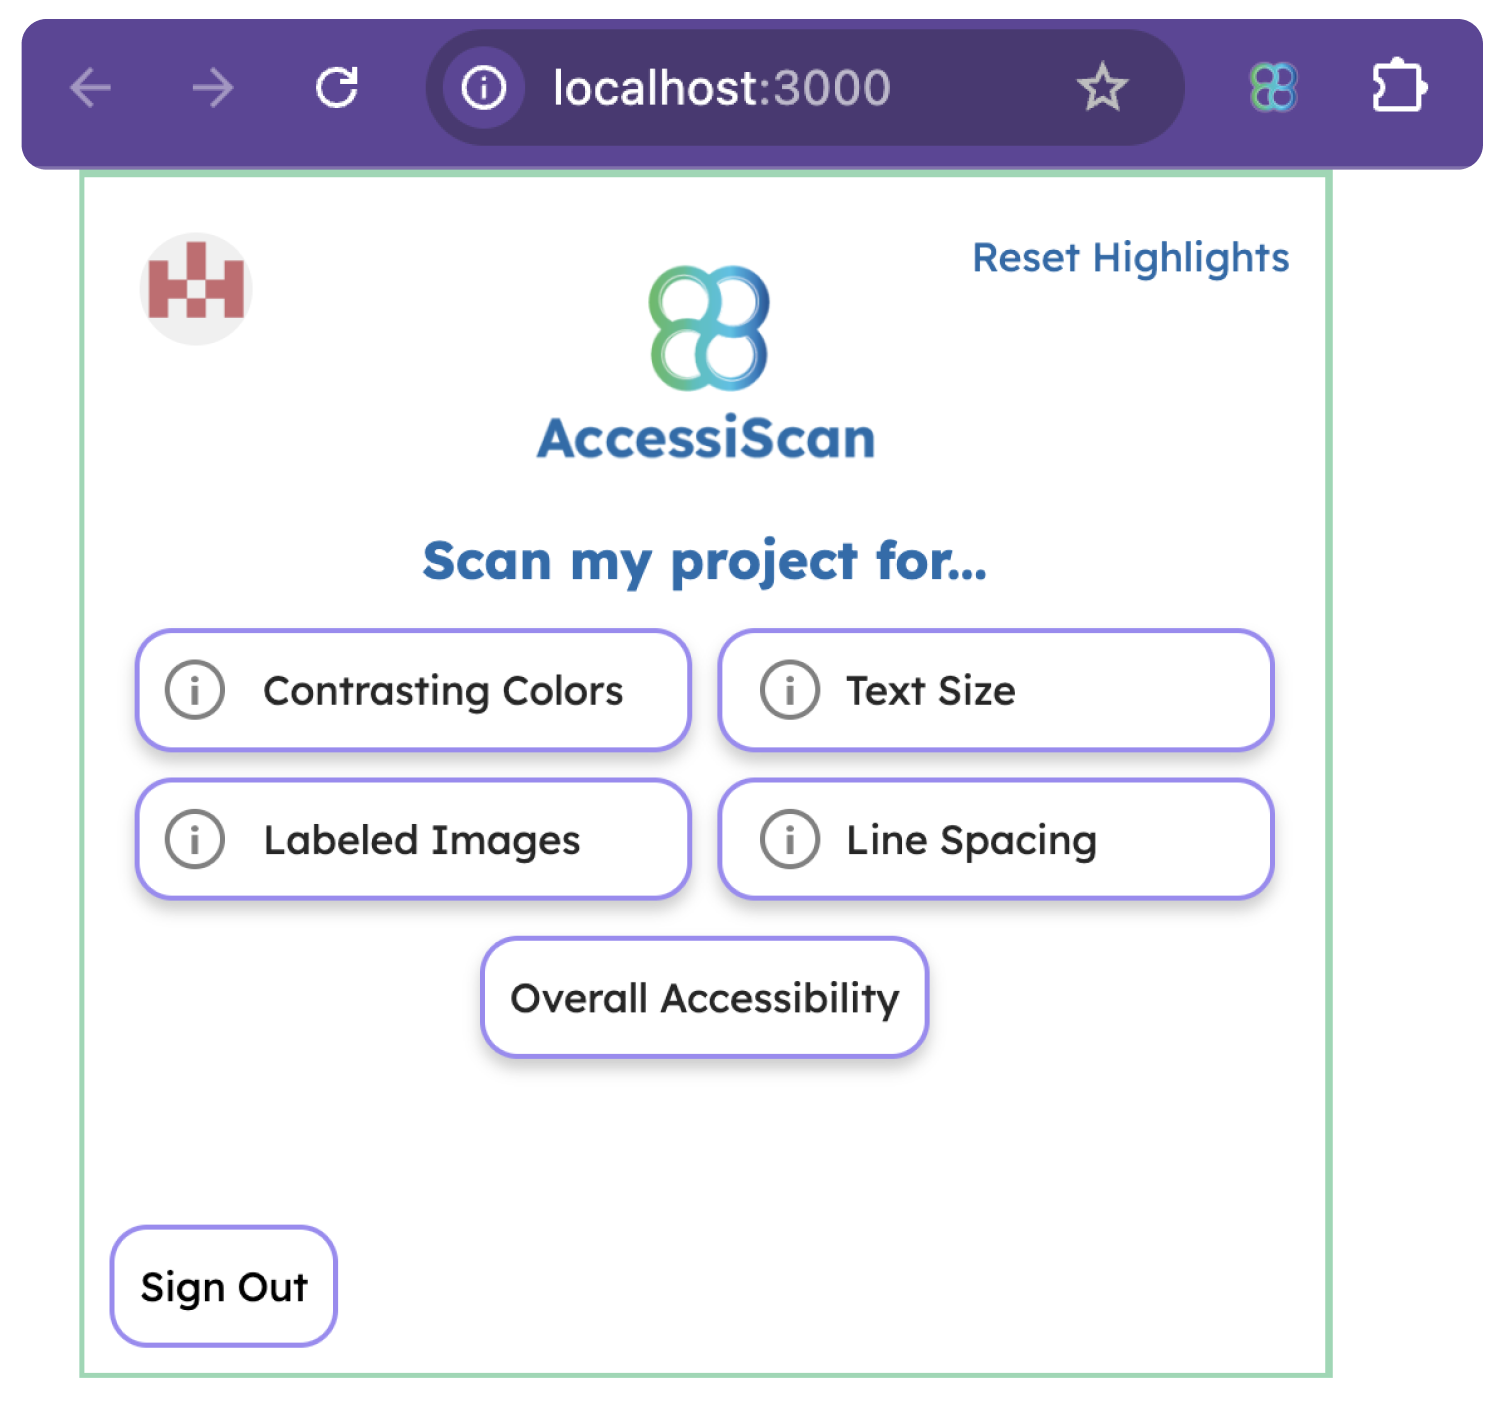 localhost:3000
Reset Highlights
AccessiScan
Scan my project for...
Contrasting Colors
Text Size
Labeled Images
Line Spacing
Overall Accessibility
Sign Out